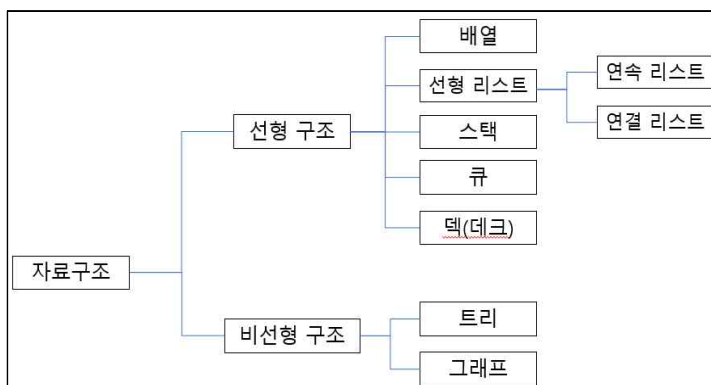 배열
선형 리스트
연속 리스트
연결 리스트
선형 구조
스택
큐
덱(데크)
자료구조
비선형 구조
트리
그래프